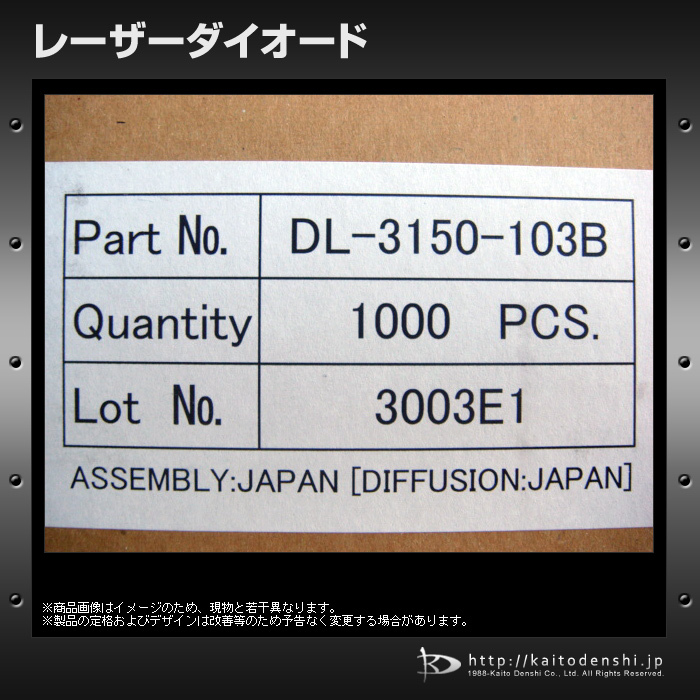 レーザーダイオード
Part No. DL-3150-103B
Quantity 1000 PCS.
Lot No. 3003E1
ASSEMBLY:JAPAN [DIFFUSION:JAPAN]
※商品画像はイメージのため、現物と若干異なります。
※製品の定格およびデザインは改善等のため予告なく変更する場合があります。
http://kaitodenshi.jp
1988-Kaito Denshi Co., Ltd. All Rights Reserved.